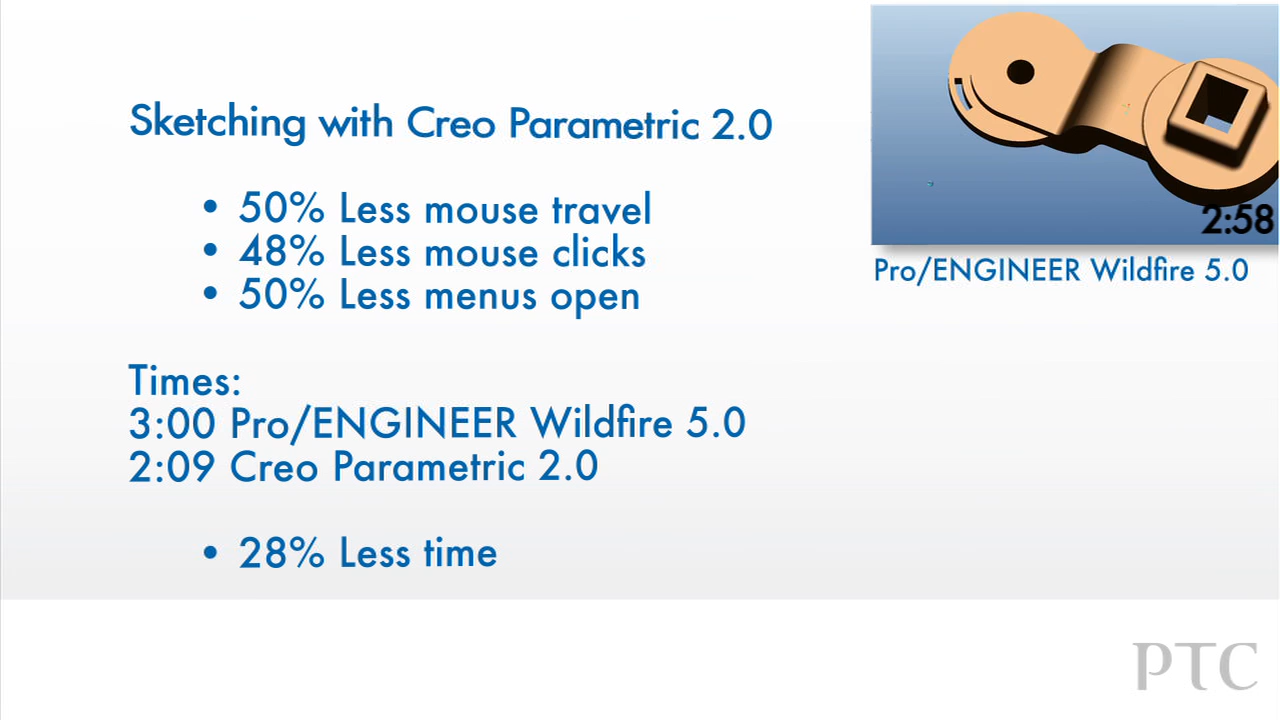 Sketching with Creo Parametric 2.0
• 50% Less mouse travel
• 48% Less mouse clicks
• 50% Less menus open
Times:
3:00 Pro/ENGINEER Wildfire 5.0
2:09 Creo Parametric 2.0
• 28% Less time
2:58
Pro/ENGINEER Wildfire 5.0
PTC